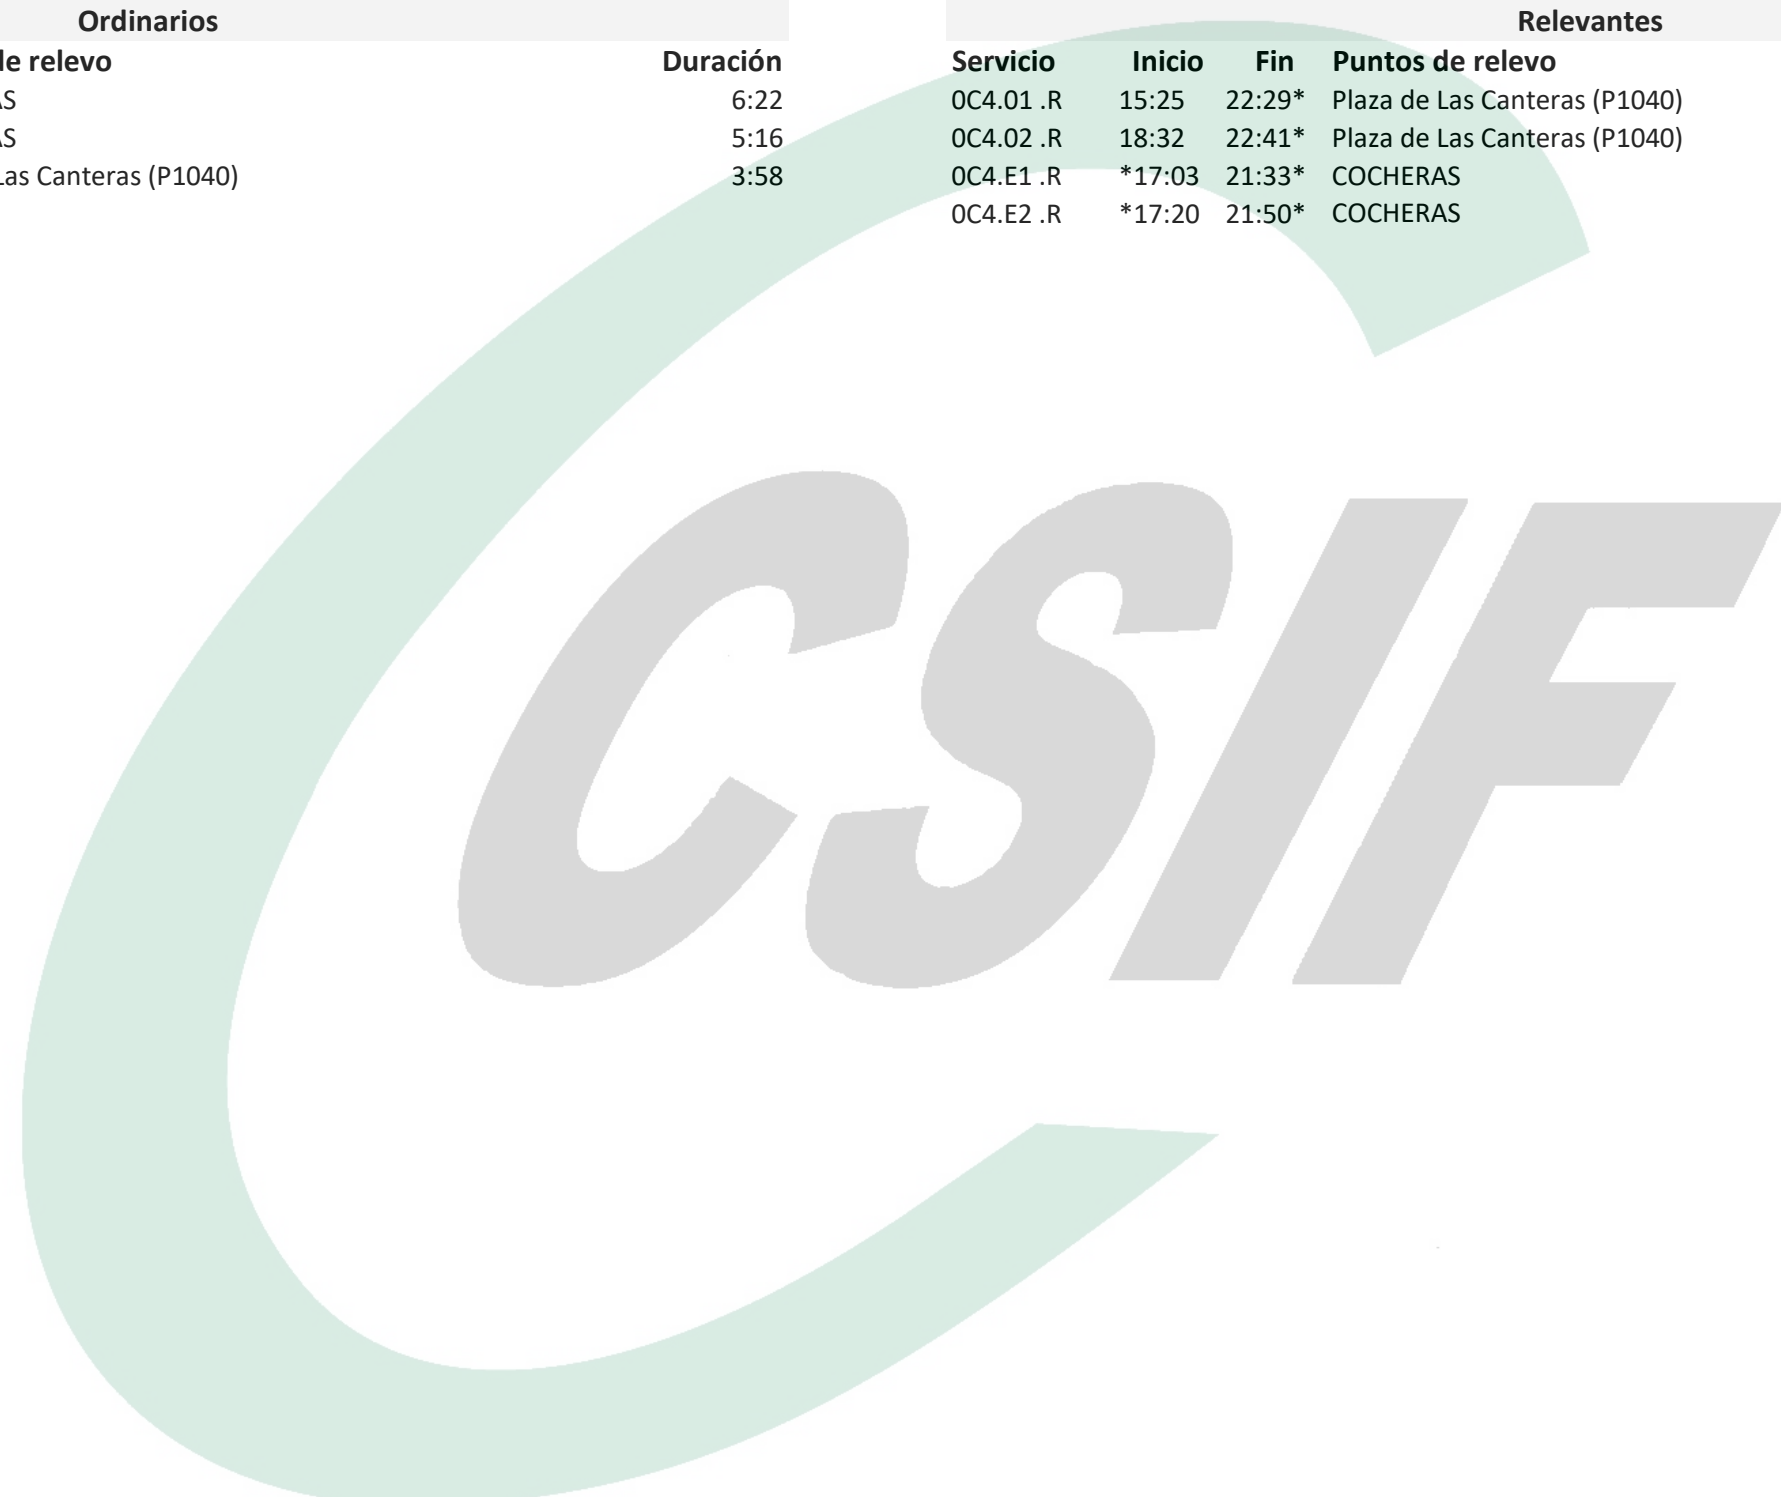 Ordinarios Relevantes
de relevo Duración Servicio Inicio Fin Puntos de relevo
AS 6:22 0C4.01 .R 15:25 22:29* Plaza de Las Canteras (P1040)
AS 5:16 0C4.02 .R 18:32 22:41* Plaza de Las Canteras (P1040)
Las Canteras (P1040) 3:58 0C4.E1 .R *17:03 21:33* COCHERAS
0C4.E2 .R *17:20 21:50* COCHERAS
CSIF